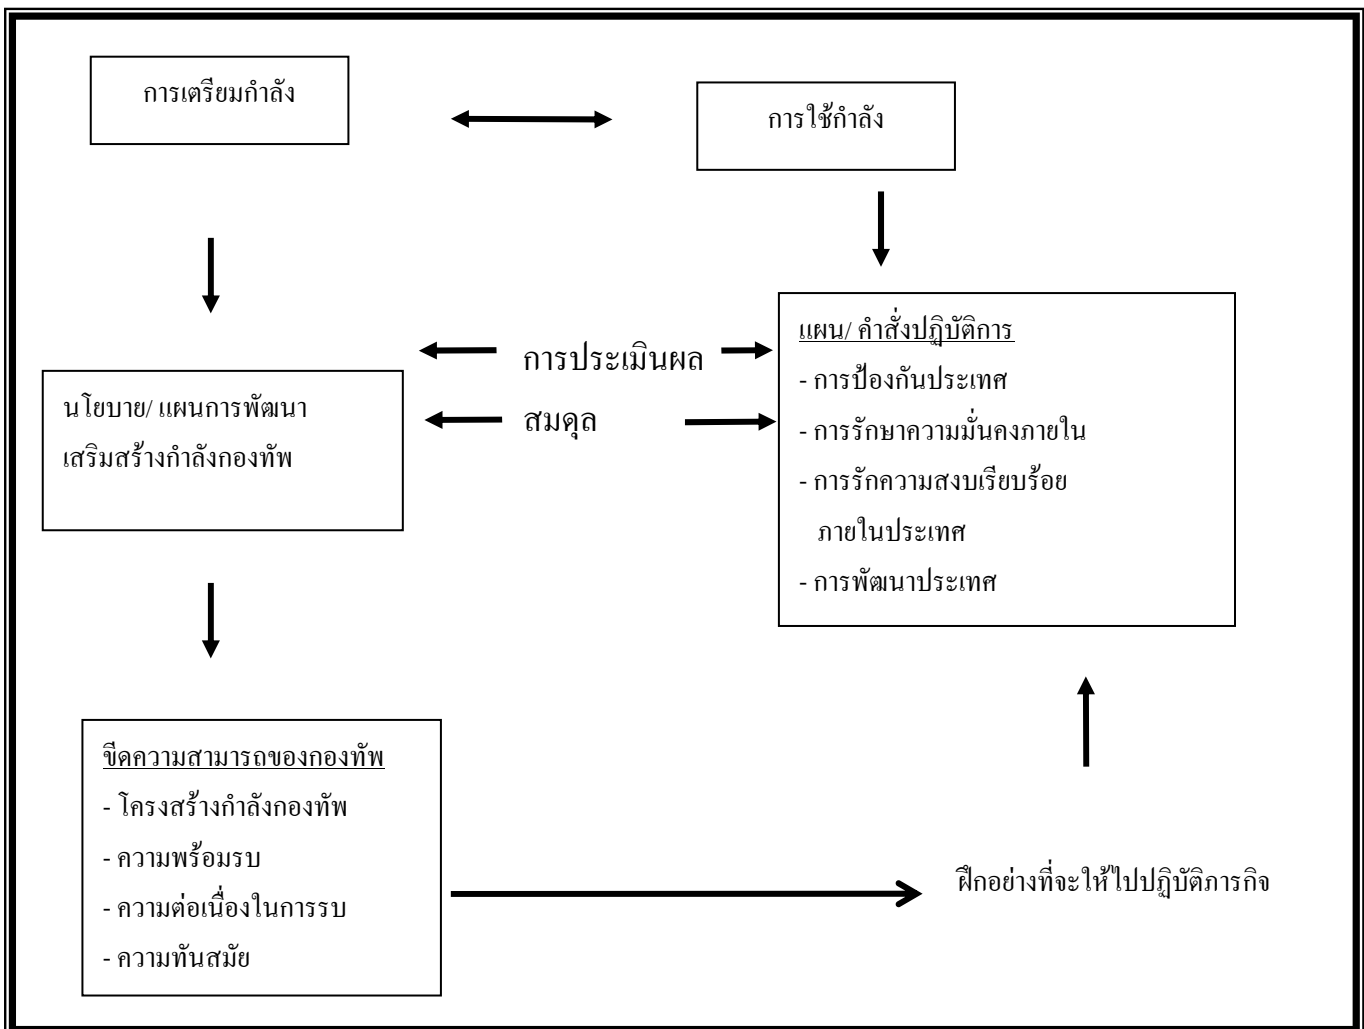 การเตรียมกำลัง
การใช้กำลัง
แผน/ คำสั่งปฏิบัติการ
- การป้องกันประเทศ
- การรักษาความมั่นคงภายใน
- การรักความสงบเรียบร้อย
ภายในประเทศ
- การพัฒนาประเทศ
การประเมินผล
สมดุล
นโยบาย/ แผนการพัฒนา
เสริมสร้างกำลังกองทัพ
ขีดความสามารถของกองทัพ
- โครงสร้างกำลังกองทัพ
- ความพร้อมรบ
- ความต่อเนื่องในการรบ
- ความทันสมัย
ฝึกอย่างที่จะให้ไปปฏิบัติภารกิจ